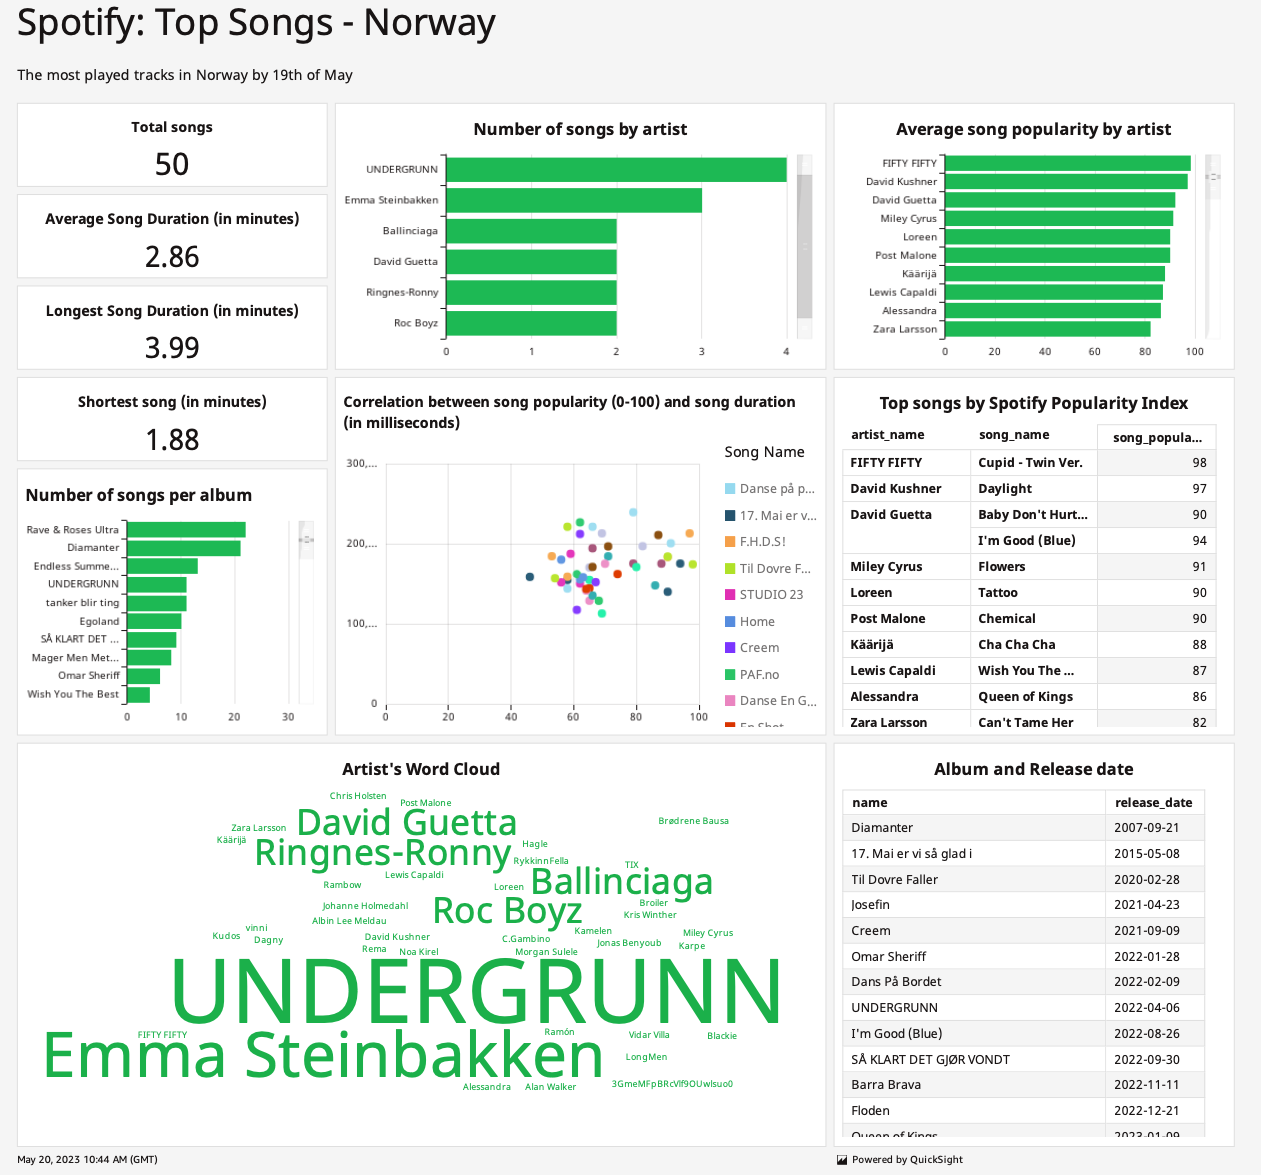 Spotify: Top Songs - Norway
The most played tracks in Norway by 19th of May
Total songs
50
Average Song Duration (in minutes)
2.86
Longest Song Duration (in minutes)
3.99
Shortest song (in minutes)
1.88
Number of songs by artist
UNDERGRUNN
Emma Steinbakken
Ballinciaga
David Guetta
Ringnes-Ronny
Roc Boyz
0 1 2 3 4
Average song popularity by artist
FIFTY FIFTY
David Kushner
David Guetta
Miley Cyrus
Loreen
Post Malone
Käärijä
Lewis Capaldi
Alessandra
Zara Larsson
0 20 40 60 80 100
Number of songs per album
Rave & Roses Ultra
Diamanter
Endless Summe...
UNDERGRUNN
tanker blir ting
Egoland
SÅ KLART DET ...
Mager Men Met...
Omar Sheriff
Wish You The Best
0 10 20 30
Correlation between song popularity (0-100) and song duration
(in milliseconds)
300,...
200,...
100,...
0
0 20 40 60 80 100
Song Name
Danse på p...
17. Mai er v...
F.H.D.S!
Til Dovre F...
STUDIO 23
Home
Creem
PAF.no
Danse En G...
En Shot
Top songs by Spotify Popularity Index
artist_name song_name song_popula...
FIFTY FIFTY Cupid - Twin Ver. 98
David Kushner Daylight 97
David Guetta Baby Don't Hurt... 90
I'm Good (Blue) 94
Miley Cyrus Flowers 91
Loreen Tattoo 90
Post Malone Chemical 90
Käärijä Cha Cha Cha 88
Lewis Capaldi Wish You The ... 87
Alessandra Queen of Kings 86
Zara Larsson Can't Tame Her 82
Artist's Word Cloud
Chris Holsten
Post Malone
David Guetta
Brødrene Bausa
Zara Larsson
Käärijä
Ringnes-Ronny
Hagle
RykkinnFella
TIX
Lewis Capaldi
Rambow
Loreen
Ballinciaga
Johanne Holmedahl
Roc Boyz
Broiler
Kris Winther
Albin Lee Meldau
vinni
Kudos
Dagny
David Kushner
C.Gambino
Kamelen
Miley Cyrus
Jonas Benyoub
Karpe
Rema
Noa Kirel
Morgan Sulele
UNDERGRUNN
FIFTY FIFTY
Emma Steinbakken
Ramón
Vidar Villa
Blackie
LongMen
Alessandra
Alan Walker
3GmeMFpBRcVlf9OUwlsuo0
Album and Release date
name release_date
Diamanter 2007-09-21
17. Mai er vi så glad i 2015-05-08
Til Dovre Faller 2020-02-28
Josefin 2021-04-23
Creem 2021-09-09
Omar Sheriff 2022-01-28
Dans På Bordet 2022-02-09
UNDERGRUNN 2022-04-06
I'm Good (Blue) 2022-08-26
SÅ KLART DET GJØR VONDT 2022-09-30
Barra Brava 2022-11-11
Floden 2022-12-21
Queen of Kings 2023-01-09
May 20, 2023 10:44 AM (GMT)
Powered by QuickSight